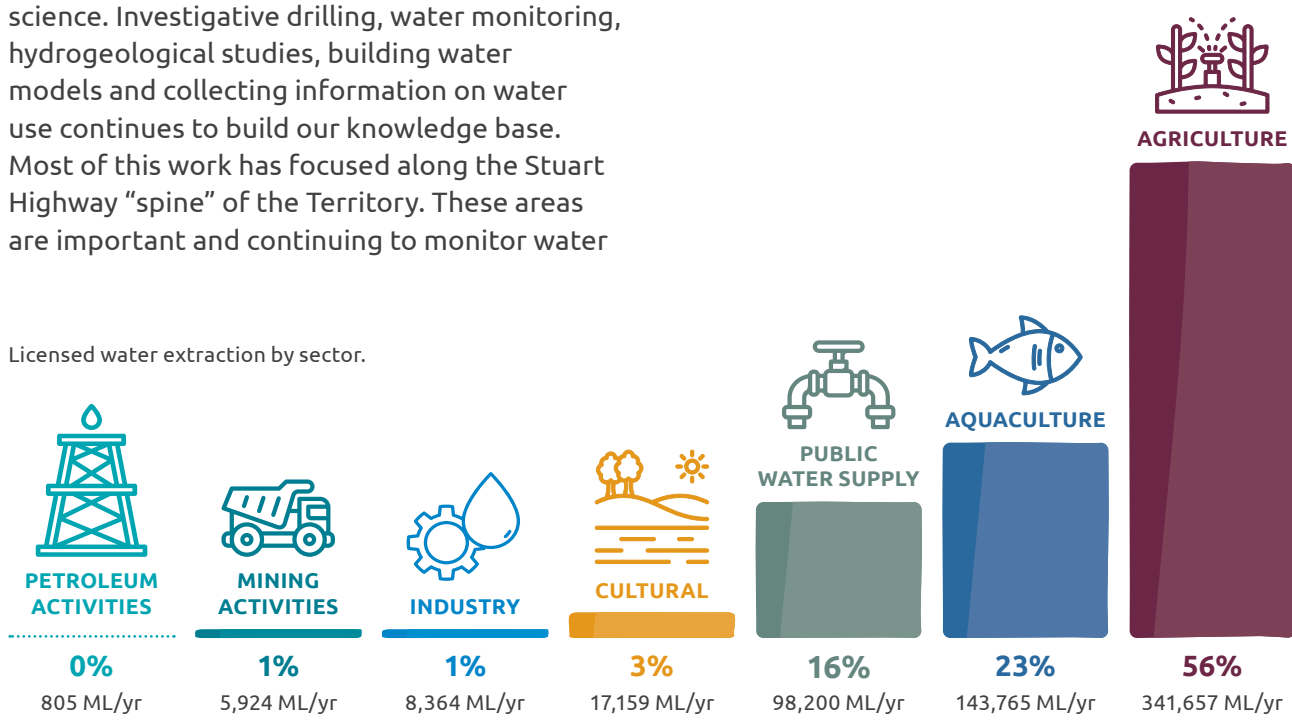 science. Investigative drilling, water monitoring,
hydrogeological studies, building water
models and collecting information on water
use continues to build our knowledge base.
Most of this work has focused along the Stuart
Highway “spine” of the Territory. These areas
are important and continuing to monitor water
Licensed water extraction by sector.
PETROLEUM
ACTIVITIES
0%
805 ML/yr
MINING
ACTIVITIES
1%
5,924 ML/yr
INDUSTRY
1%
8,364 ML/yr
CULTURAL
3%
17,159 ML/yr
PUBLIC
WATER SUPPLY
16%
98,200 ML/yr
AQUACULTURE
23%
143,765 ML/yr
AGRICULTURE
56%
341,657 ML/yr